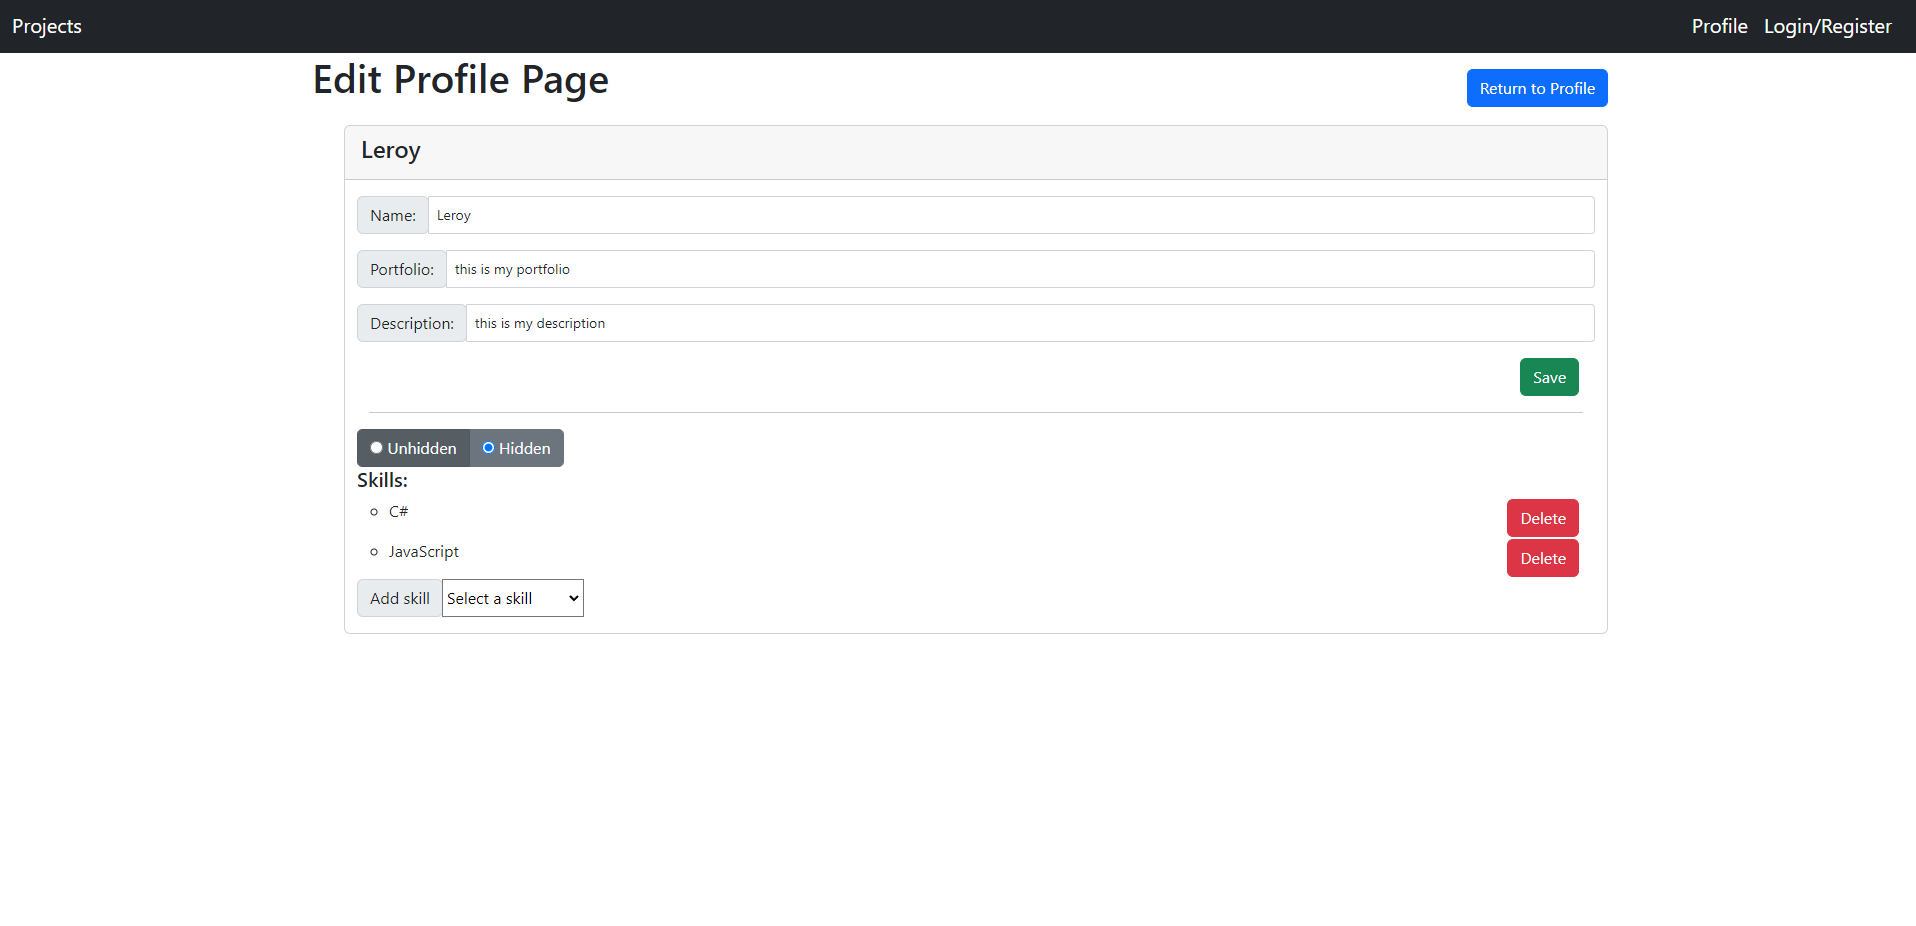 Projects Profile Login/Register
Edit Profile Page
Return to Profile
Leroy
Name: Leroy
Portfolio: this is my portfolio
Description: this is my description
Save
Unhidden Hidden
Skills:
C# Delete
JavaScript Delete
Add skill Select a skill